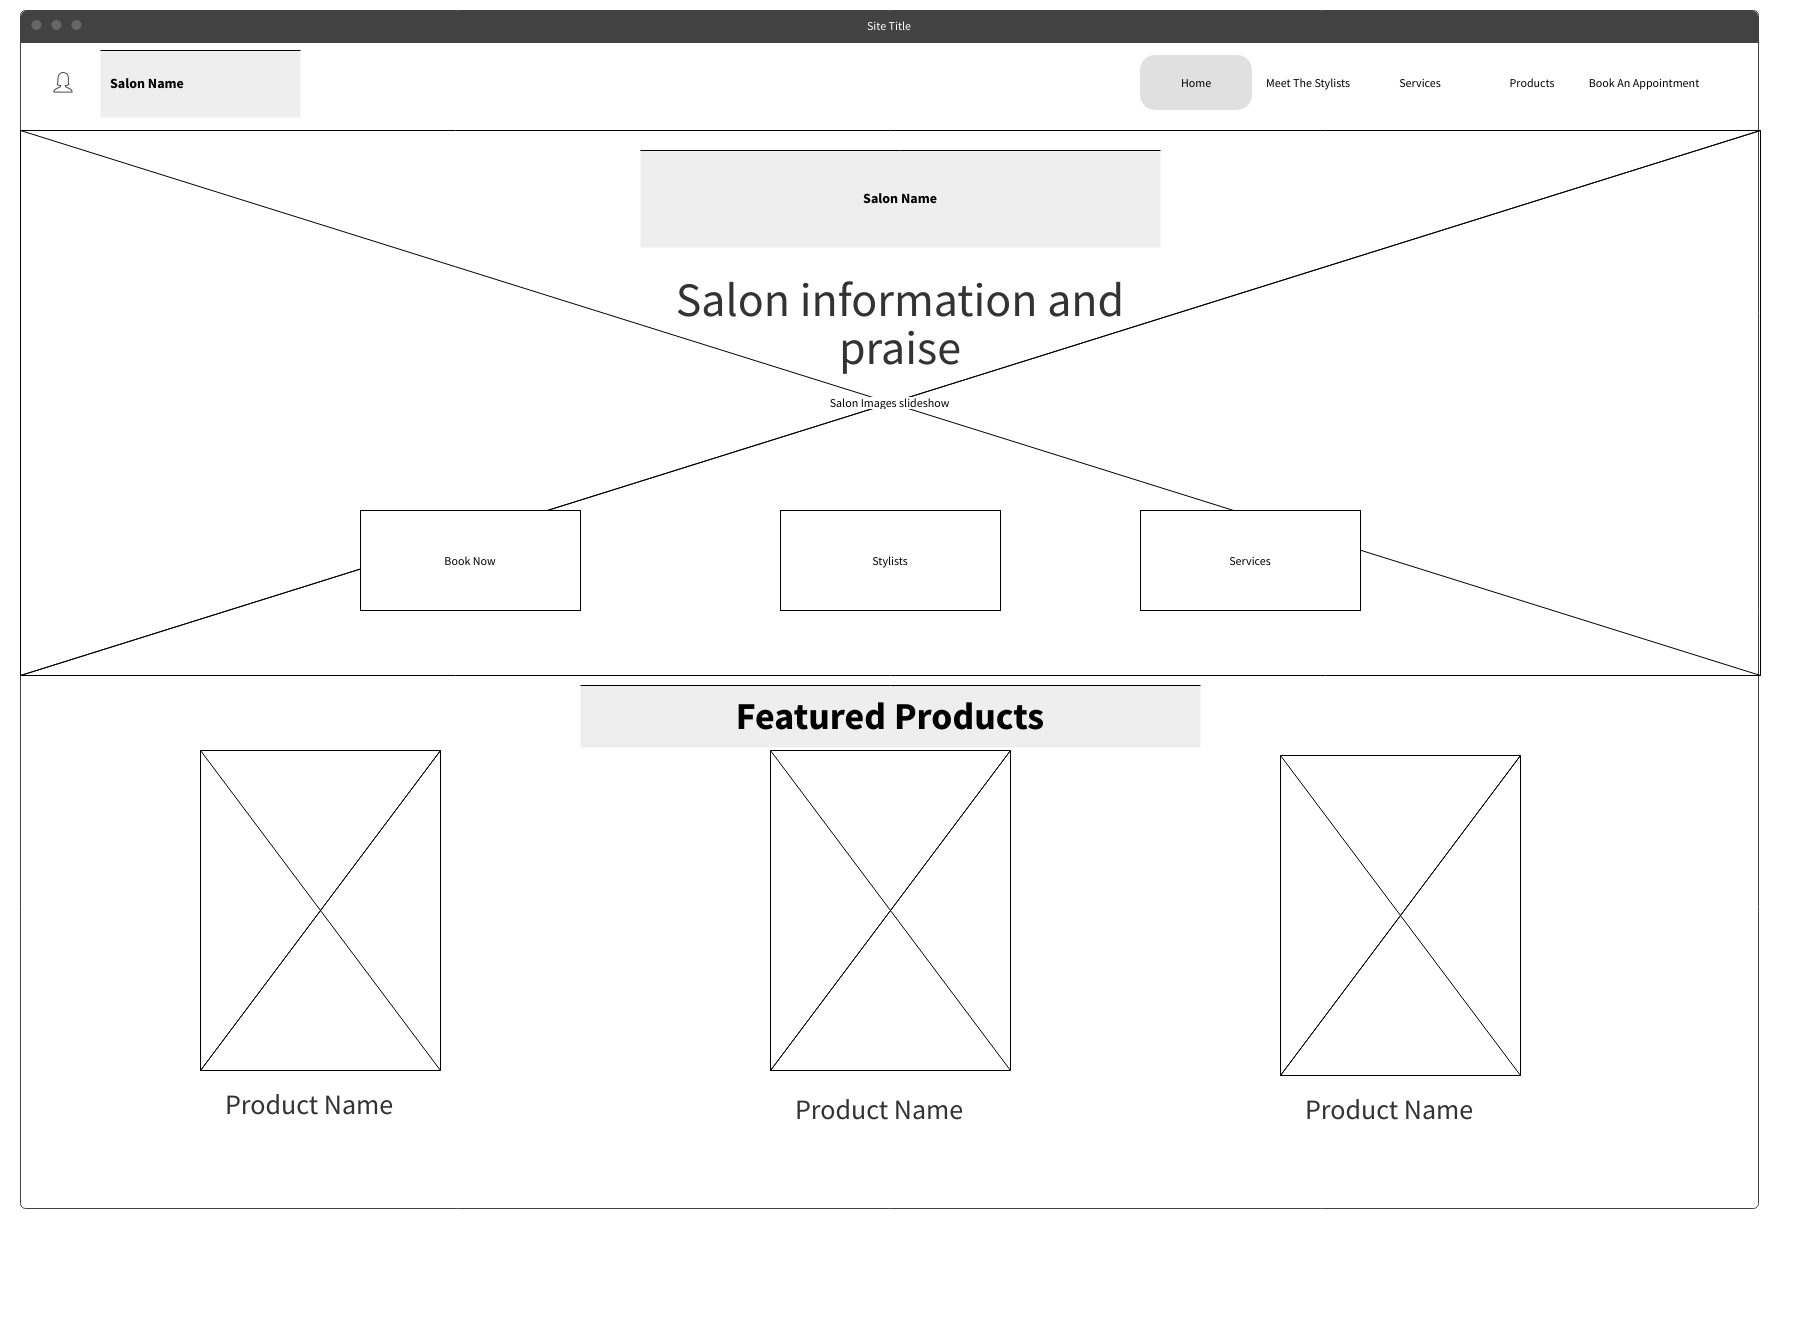 Site Title
Salon Name
Home
Meet The Stylists
Services
Products
Book An Appointment
Salon Name
Salon information and
praise
Salon Images slideshow
Book Now
Stylists
Services
Featured Products
Product Name
Product Name
Product Name